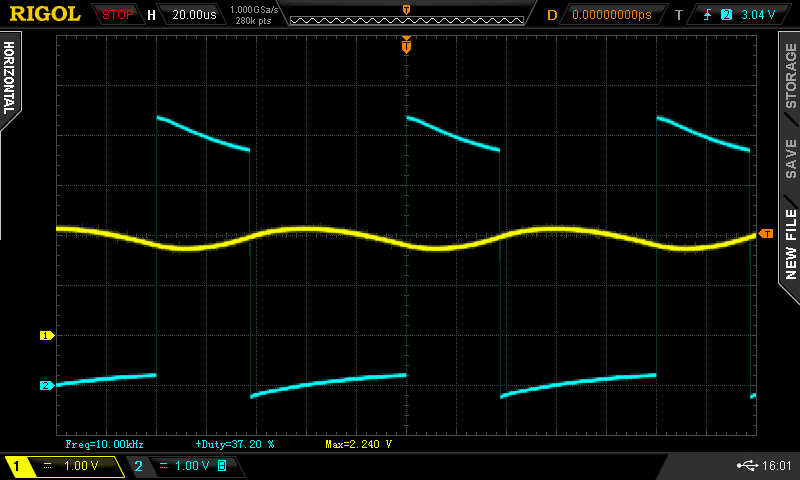 RIGOL STOP H 20.00us 1.000GSa/s 280k pts T D 0.00000000ps T 2 3.04 V
HORIZONTAL
T
STORAGE
SAVE
NEW FILE
T
1
2
Freq=10.00kHz +Duty=37.20 % Max=2.240 V
1 1.00 V 2 1.00 V B 16:01